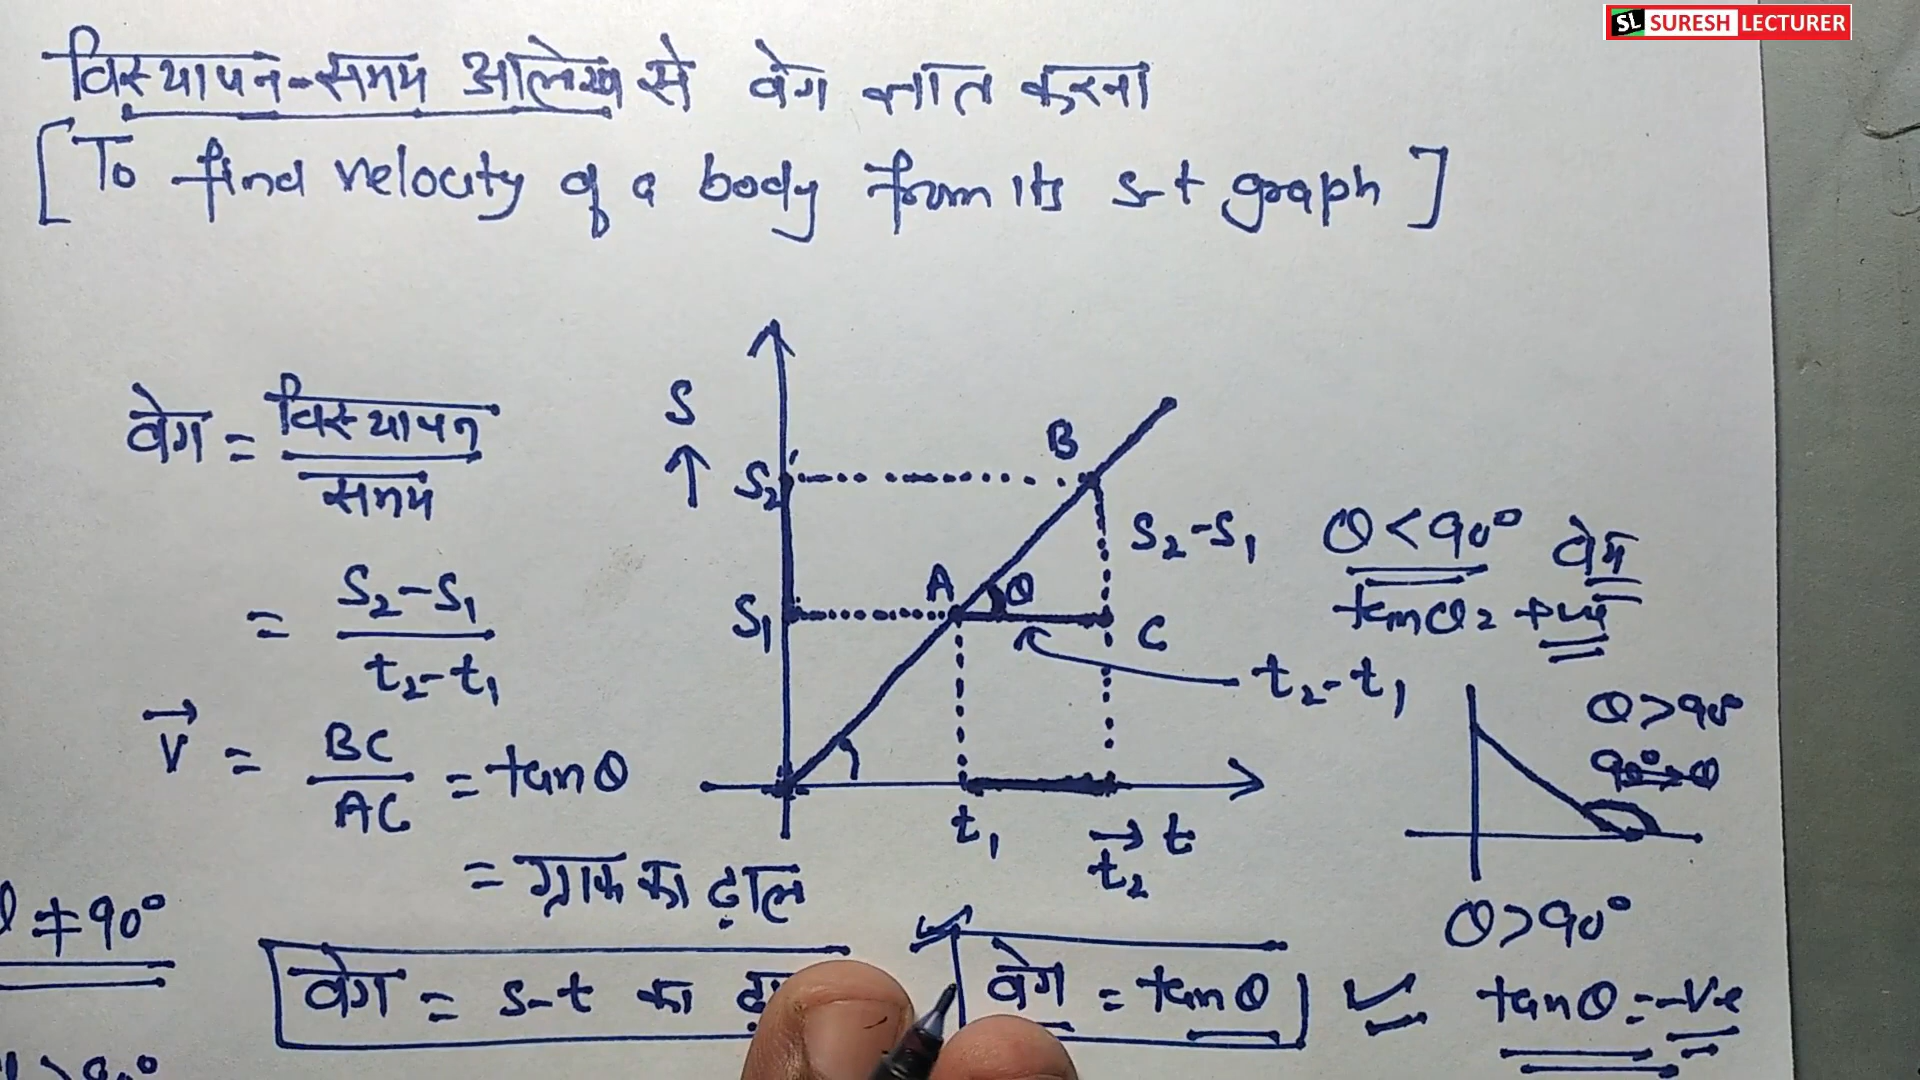 SL SURESH LECTURER
विस्थापन-समय आलेख से वेग ज्ञात करना
[To find velocity of a body from its s-t graph]
वेग = विस्थापन
समय
= S₂-S₁
t₂-t₁
V = BC
AC
= tanθ
= ग्राफ का ढ़ाल
S
↑
S₂
S₁
B
A
θ
C
S₂-S₁
t₂-t₁
t₁
→ t
t₂
θ<90° वेग
tanθ = +ve
θ>90°
θ>90°
tanθ = -ve
≠90°
वेग = s-t का
वेग = tanθ